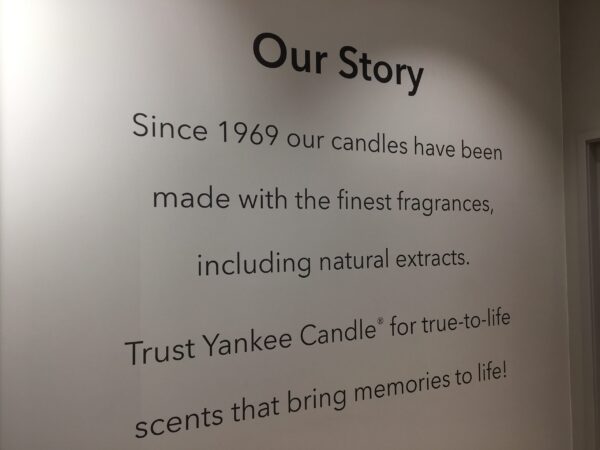 Our Story
Since 1969 our candles have been
made with the finest fragrances,
including natural extracts.
Trust Yankee Candle® for true-to-life
scents that bring memories to life!